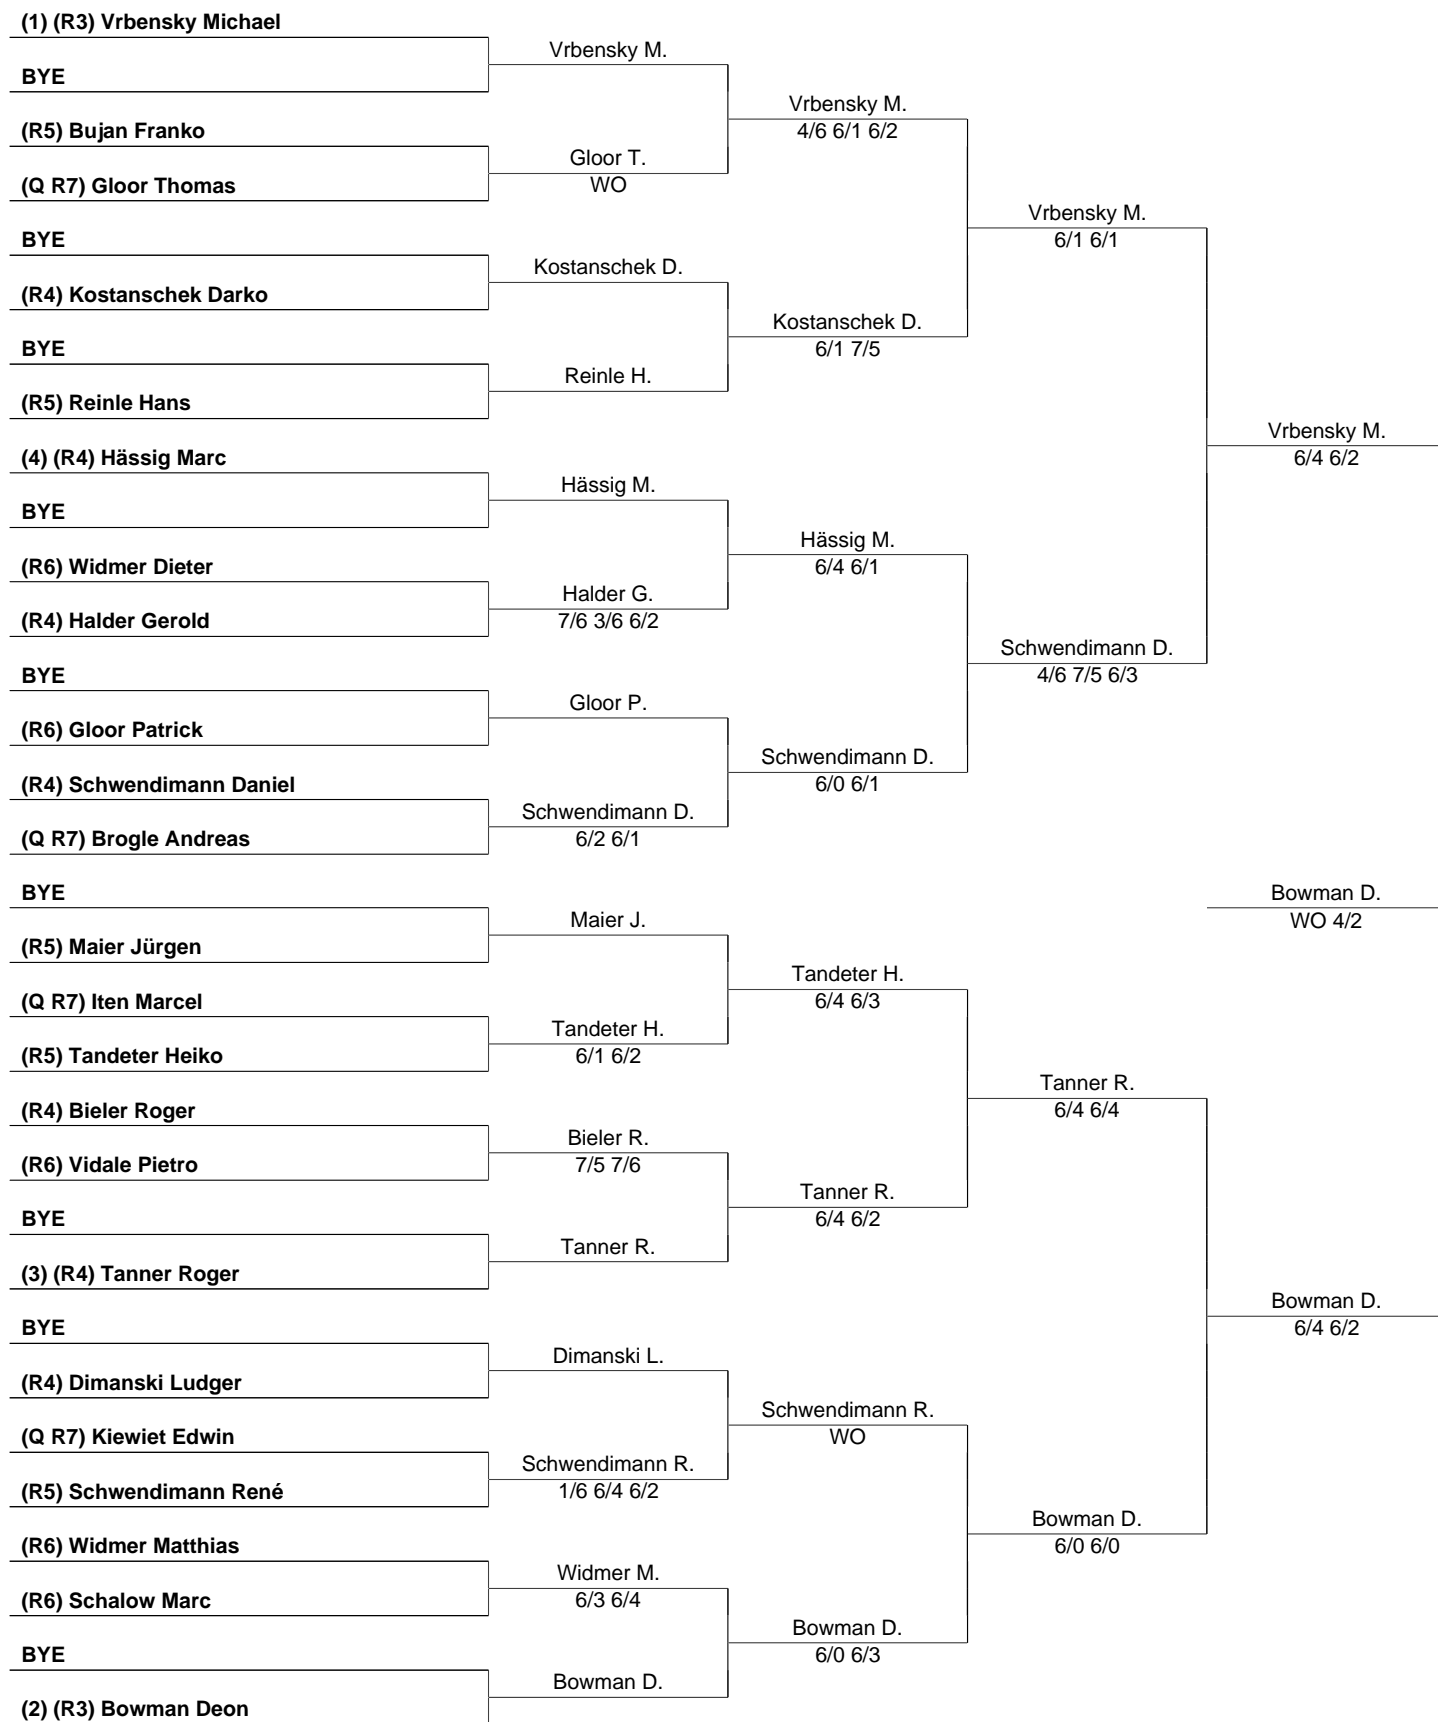 (1) (R3) Vrbensky Michael
Vrbensky M.
BYE
Vrbensky M.
4/6 6/1 6/2
(R5) Bujan Franko
Gloor T.
WO
(Q R7) Gloor Thomas
Vrbensky M.
6/1 6/1
BYE
Kostanschek D.
(R4) Kostanschek Darko
Kostanschek D.
6/1 7/5
BYE
Reinle H.
(R5) Reinle Hans
Vrbensky M.
6/4 6/2
(4) (R4) Hässig Marc
Hässig M.
BYE
Hässig M.
6/4 6/1
(R6) Widmer Dieter
Halder G.
7/6 3/6 6/2
(R4) Halder Gerold
Schwendimann D.
4/6 7/5 6/3
BYE
Gloor P.
(R6) Gloor Patrick
Schwendimann D.
6/0 6/1
(R4) Schwendimann Daniel
Schwendimann D.
6/2 6/1
(Q R7) Brogle Andreas
BYE
Bowman D.
WO 4/2
Maier J.
(R5) Maier Jürgen
Tandeter H.
6/4 6/3
(Q R7) Iten Marcel
Tandeter H.
6/1 6/2
(R5) Tandeter Heiko
Tanner R.
6/4 6/4
(R4) Bieler Roger
Bieler R.
7/5 7/6
(R6) Vidale Pietro
Tanner R.
6/4 6/2
BYE
Tanner R.
(3) (R4) Tanner Roger
Bowman D.
6/4 6/2
BYE
Dimanski L.
(R4) Dimanski Ludger
Schwendimann R.
WO
(Q R7) Kiewiet Edwin
Schwendimann R.
1/6 6/4 6/2
(R5) Schwendimann René
Bowman D.
6/0 6/0
(R6) Widmer Matthias
Widmer M.
6/3 6/4
(R6) Schalow Marc
Bowman D.
6/0 6/3
BYE
Bowman D.
(2) (R3) Bowman Deon